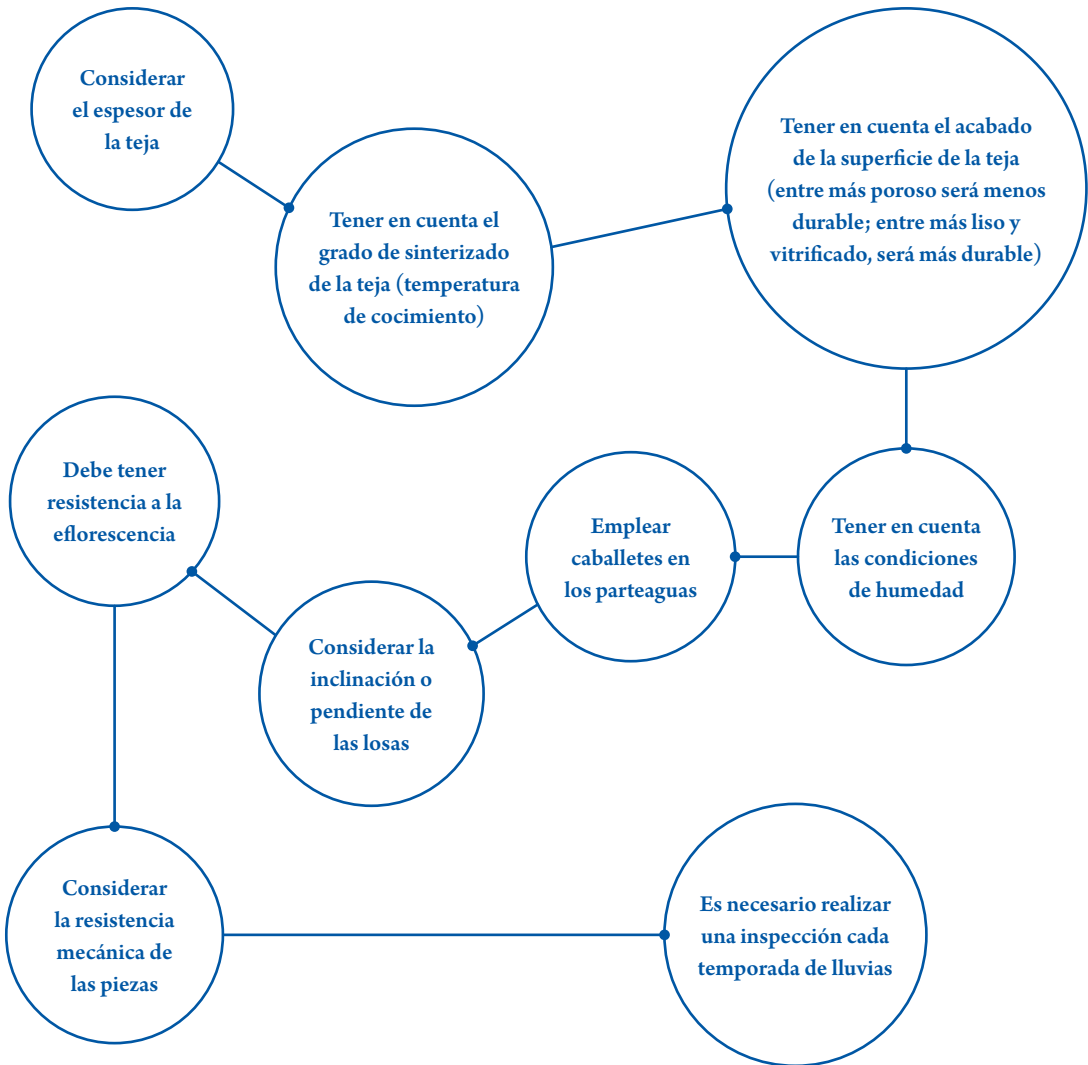 Considerar
el espesor de
la teja
Tener en cuenta el
grado de sinterizado
de la teja (temperatura
de cocimiento)
Tener en cuenta el acabado
de la superficie de la teja
(entre más poroso será menos
durable; entre más liso y
vitrificado, será más durable)
Tener en cuenta
las condiciones
de humedad
Emplear
caballetes en
los parteaguas
Considerar la
inclinación o
pendiente de
las losas
Debe tener
resistencia a la
eflorescencia
Considerar
la resistencia
mecánica de
las piezas
Es necesario realizar
una inspección cada
temporada de lluvias